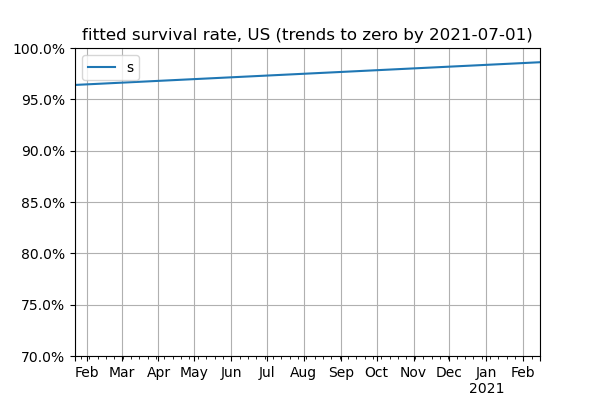 fitted survival rate, US (trends to zero by 2021-07-01)
100.0%
s
95.0%
90.0%
85.0%
80.0%
75.0%
70.0%
Feb Mar Apr May Jun Jul Aug Sep Oct Nov Dec Jan Feb
2021